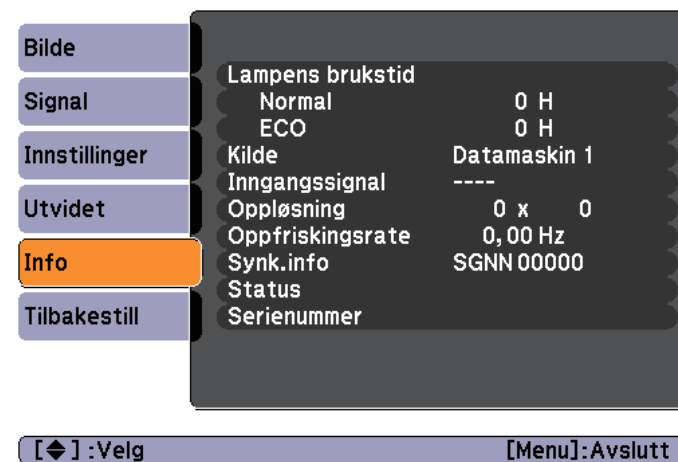 Bilde
Signal
Innstillinger
Utvidet
Info
Tilbakestill
Lampens brukstid
Normal 0 H
ECO 0 H
Kilde Datamaskin 1
Inngangssignal ----
Oppløsning 0 x 0
Oppfriskingsrate 0,00 Hz
Synk.info SGNN 00000
Status
Serienummer
[◆] :Velg [Menu]:Avslutt